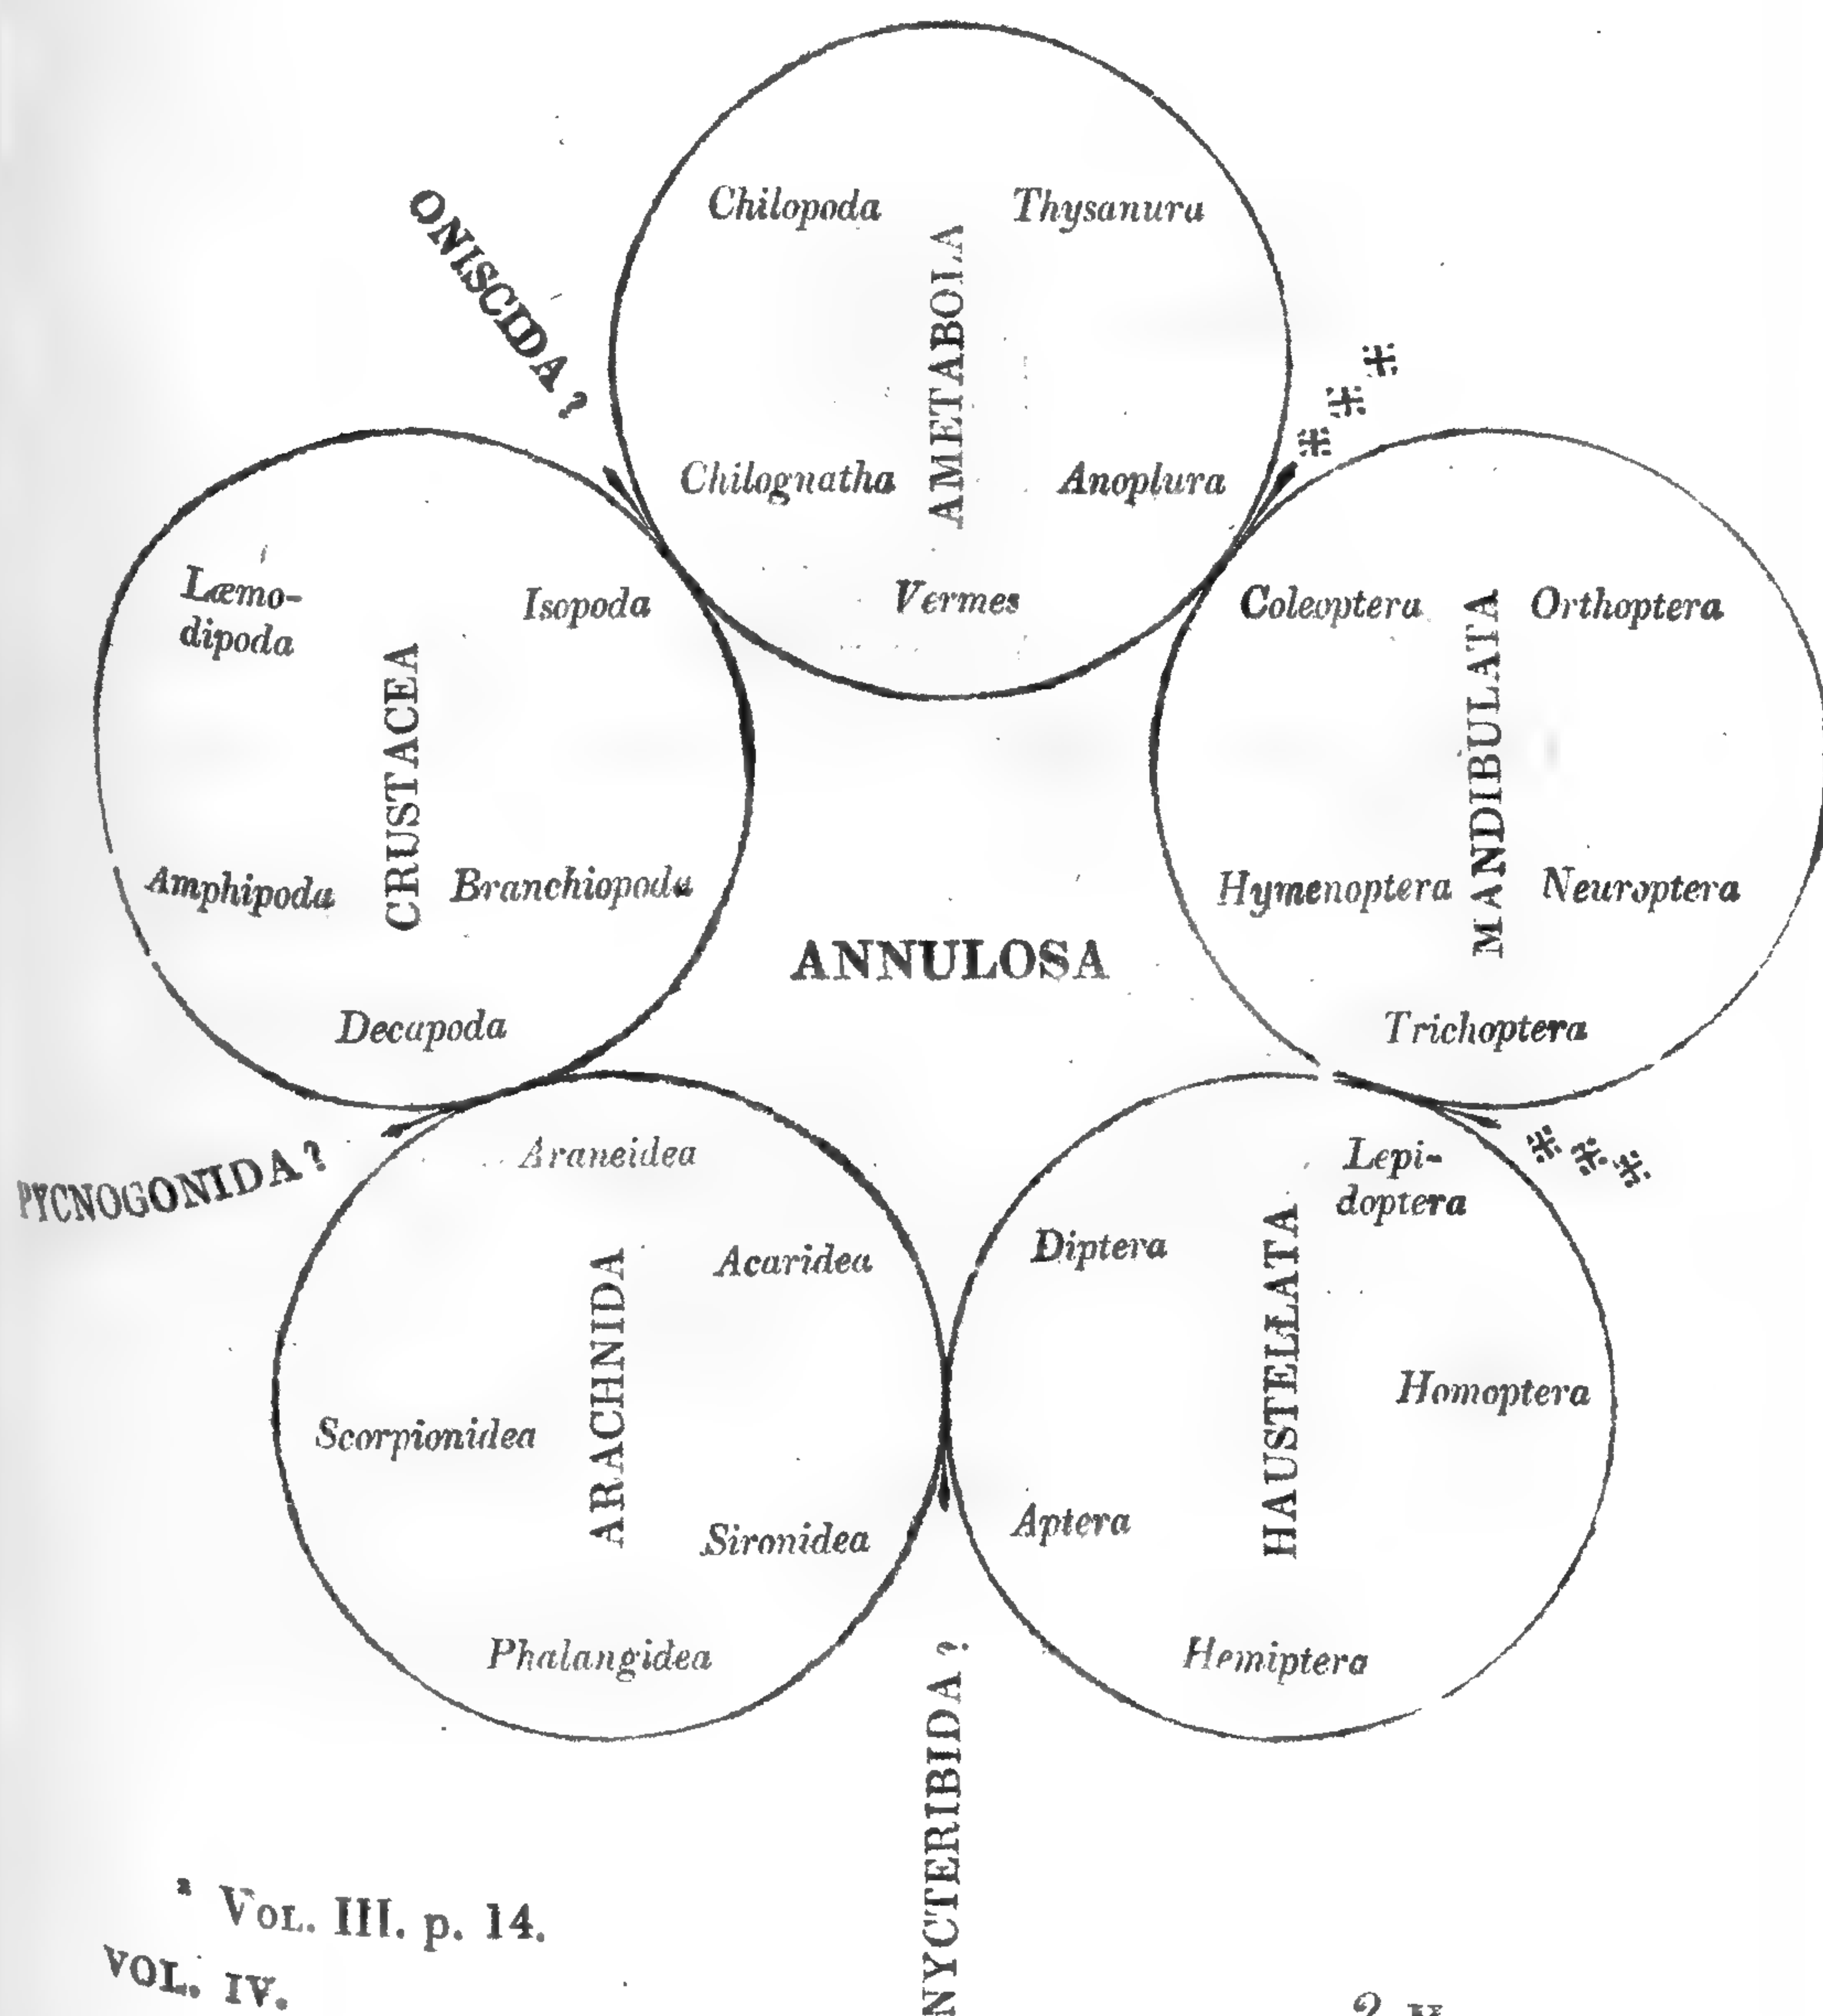 Chilopoda
Thysanura
AMETABOLA
Chilognatha
Anoplura
Vermes
ONISCIDA?
⁜ ⁜ ⁜
Læmo-
dipoda
Isopoda
CRUSTACEA
Amphipoda
Branchiopoda
Decapoda
Coleoptera
Orthoptera
MANDIBULATA
Hymenoptera
Neuroptera
Trichoptera
ANNULOSA
PYCNOGONIDA?
Araneidea
Acaridea
ARACHNIDA
Scorpionidea
Sironidea
Phalangidea
⁜ ⁜ ⁜
Lepi-
doptera
Diptera
HAUSTELLATA
Homoptera
Aptera
Hemiptera
NYCTERIBIDA?
ª VOL. III. p. 14.
VOL. IV.